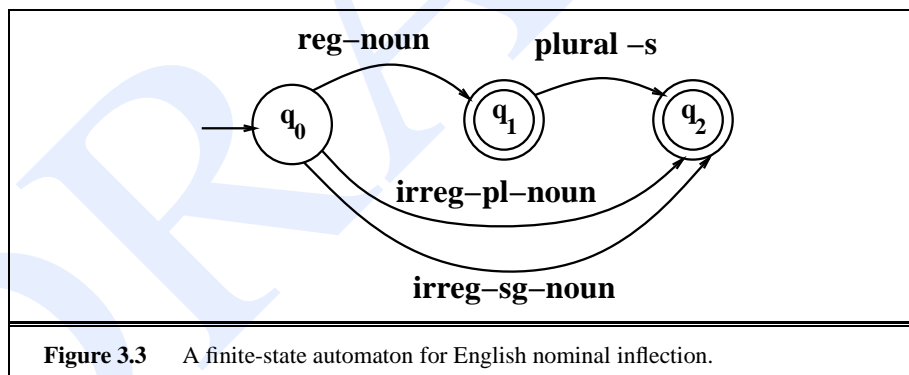 reg–noun
plural –s
q0
q1
q2
irreg–pl–noun
irreg–sg–noun
Figure 3.3 A finite-state automaton for English nominal inflection.
DRA